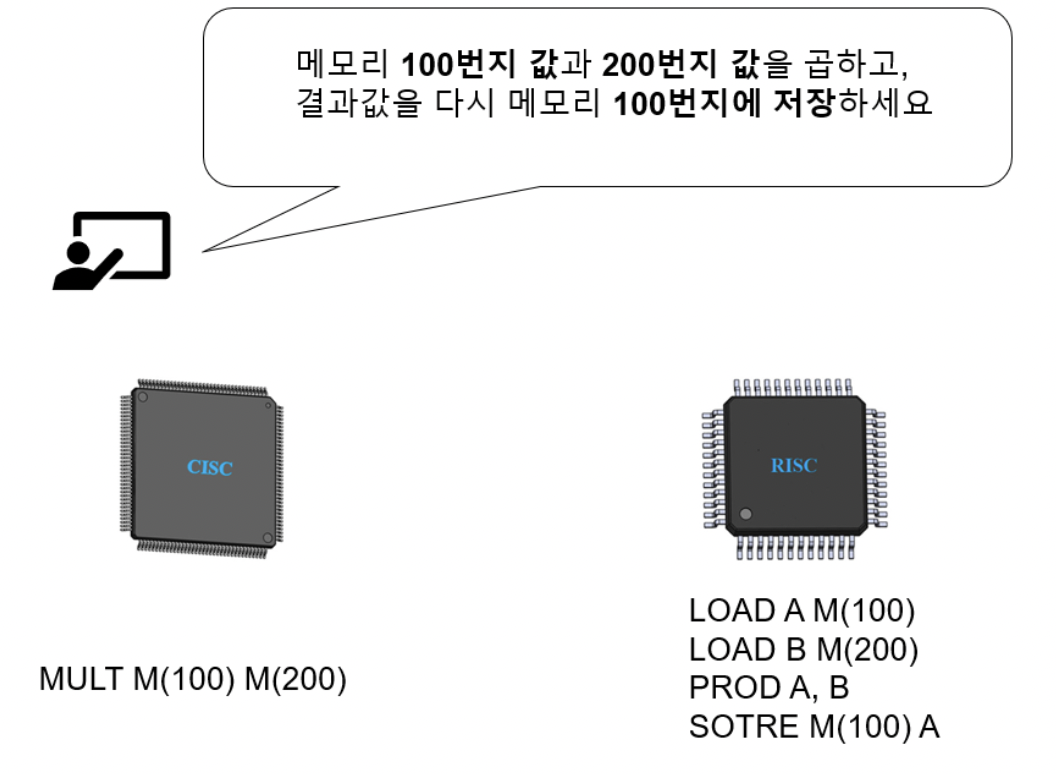 메모리 100번지 값과 200번지 값을 곱하고,
결과값을 다시 메모리 100번지에 저장하세요
CISC
RISC
MULT M(100) M(200)
LOAD A M(100)
LOAD B M(200)
PROD A, B
SOTRE M(100) A